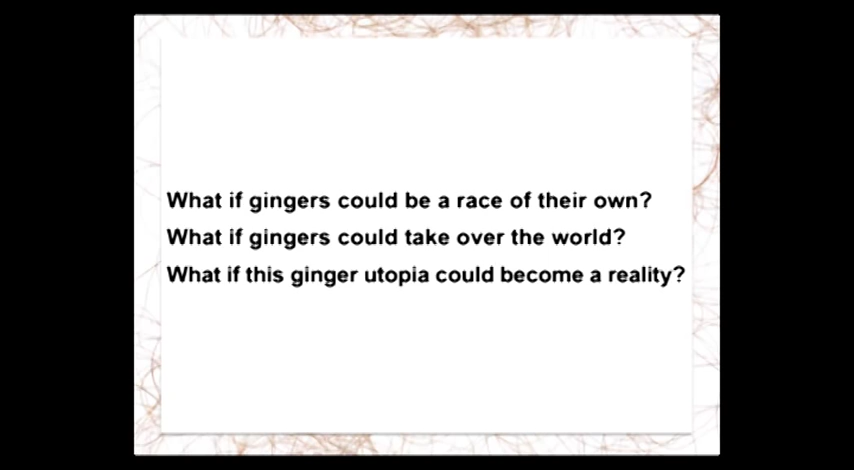 What if gingers could be a race of their own?
What if gingers could take over the world?
What if this ginger utopia could become a reality?